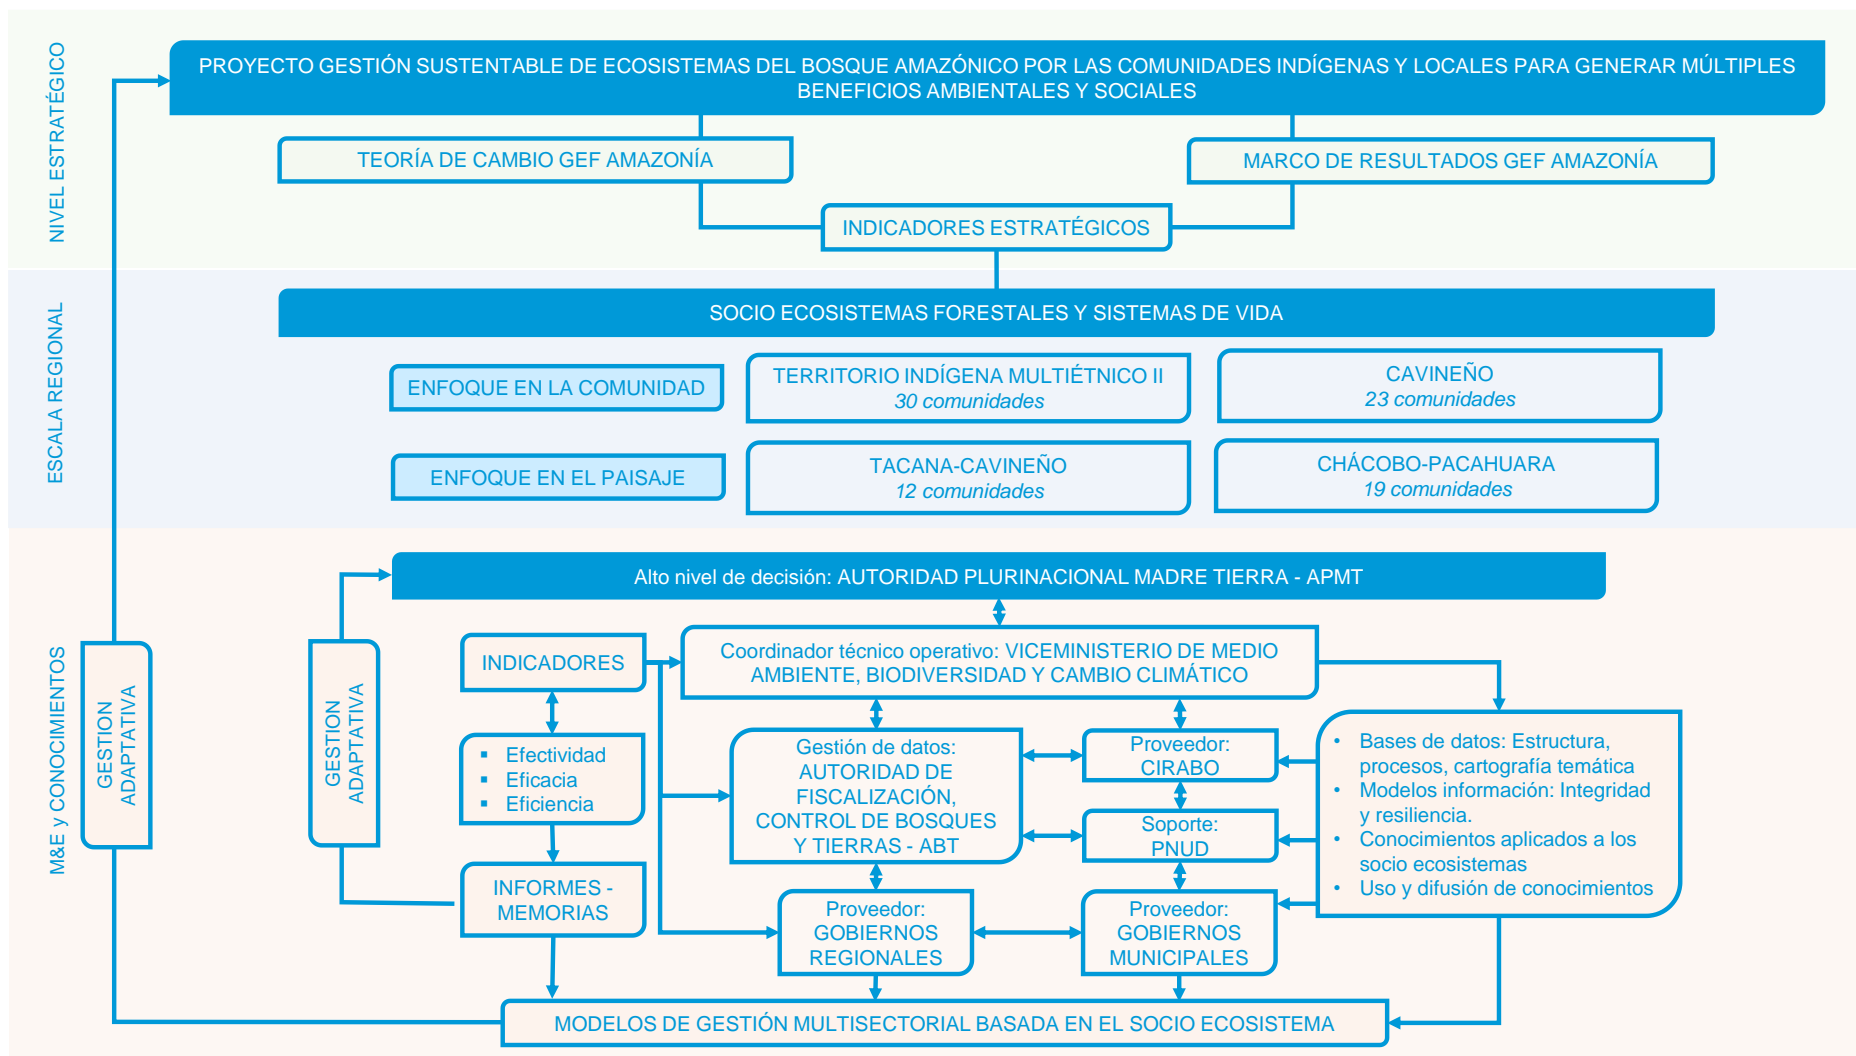 NIVEL ESTRATÉGICO
PROYECTO GESTIÓN SUSTENTABLE DE ECOSISTEMAS DEL BOSQUE AMAZÓNICO POR LAS COMUNIDADES INDÍGENAS Y LOCALES PARA GENERAR MÚLTIPLES
BENEFICIOS AMBIENTALES Y SOCIALES
TEORÍA DE CAMBIO GEF AMAZONÍA
MARCO DE RESULTADOS GEF AMAZONÍA
INDICADORES ESTRATÉGICOS
ESCALA REGIONAL
SOCIO ECOSISTEMAS FORESTALES Y SISTEMAS DE VIDA
ENFOQUE EN LA COMUNIDAD
TERRITORIO INDÍGENA MULTIÉTNICO II
30 comunidades
CAVINEÑO
23 comunidades
ENFOQUE EN EL PAISAJE
TACANA-CAVINEÑO
12 comunidades
CHÁCOBO-PACAHUARA
19 comunidades
M&E y CONOCIMIENTOS
GESTION
ADAPTATIVA
GESTION
ADAPTATIVA
Alto nivel de decisión: AUTORIDAD PLURINACIONAL MADRE TIERRA - APMT
INDICADORES
Coordinador técnico operativo: VICEMINISTERIO DE MEDIO
AMBIENTE, BIODIVERSIDAD Y CAMBIO CLIMÁTICO
▪ Efectividad
▪ Eficacia
▪ Eficiencia
Gestión de datos:
AUTORIDAD DE
FISCALIZACIÓN,
CONTROL DE BOSQUES
Y TIERRAS - ABT
Proveedor:
CIRABO
Soporte:
PNUD
• Bases de datos: Estructura,
procesos, cartografía temática
• Modelos información: Integridad
y resiliencia.
• Conocimientos aplicados a los
socio ecosistemas
• Uso y difusión de conocimientos
INFORMES -
MEMORIAS
Proveedor:
GOBIERNOS
REGIONALES
Proveedor:
GOBIERNOS
MUNICIPALES
MODELOS DE GESTIÓN MULTISECTORIAL BASADA EN EL SOCIO ECOSISTEMA